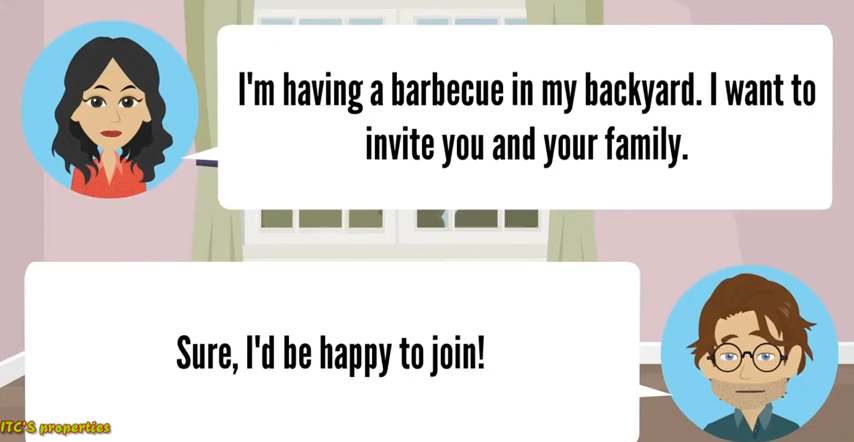 I'm having a barbecue in my backyard. I want to
invite you and your family.
Sure, I'd be happy to join!
ITC'S properties